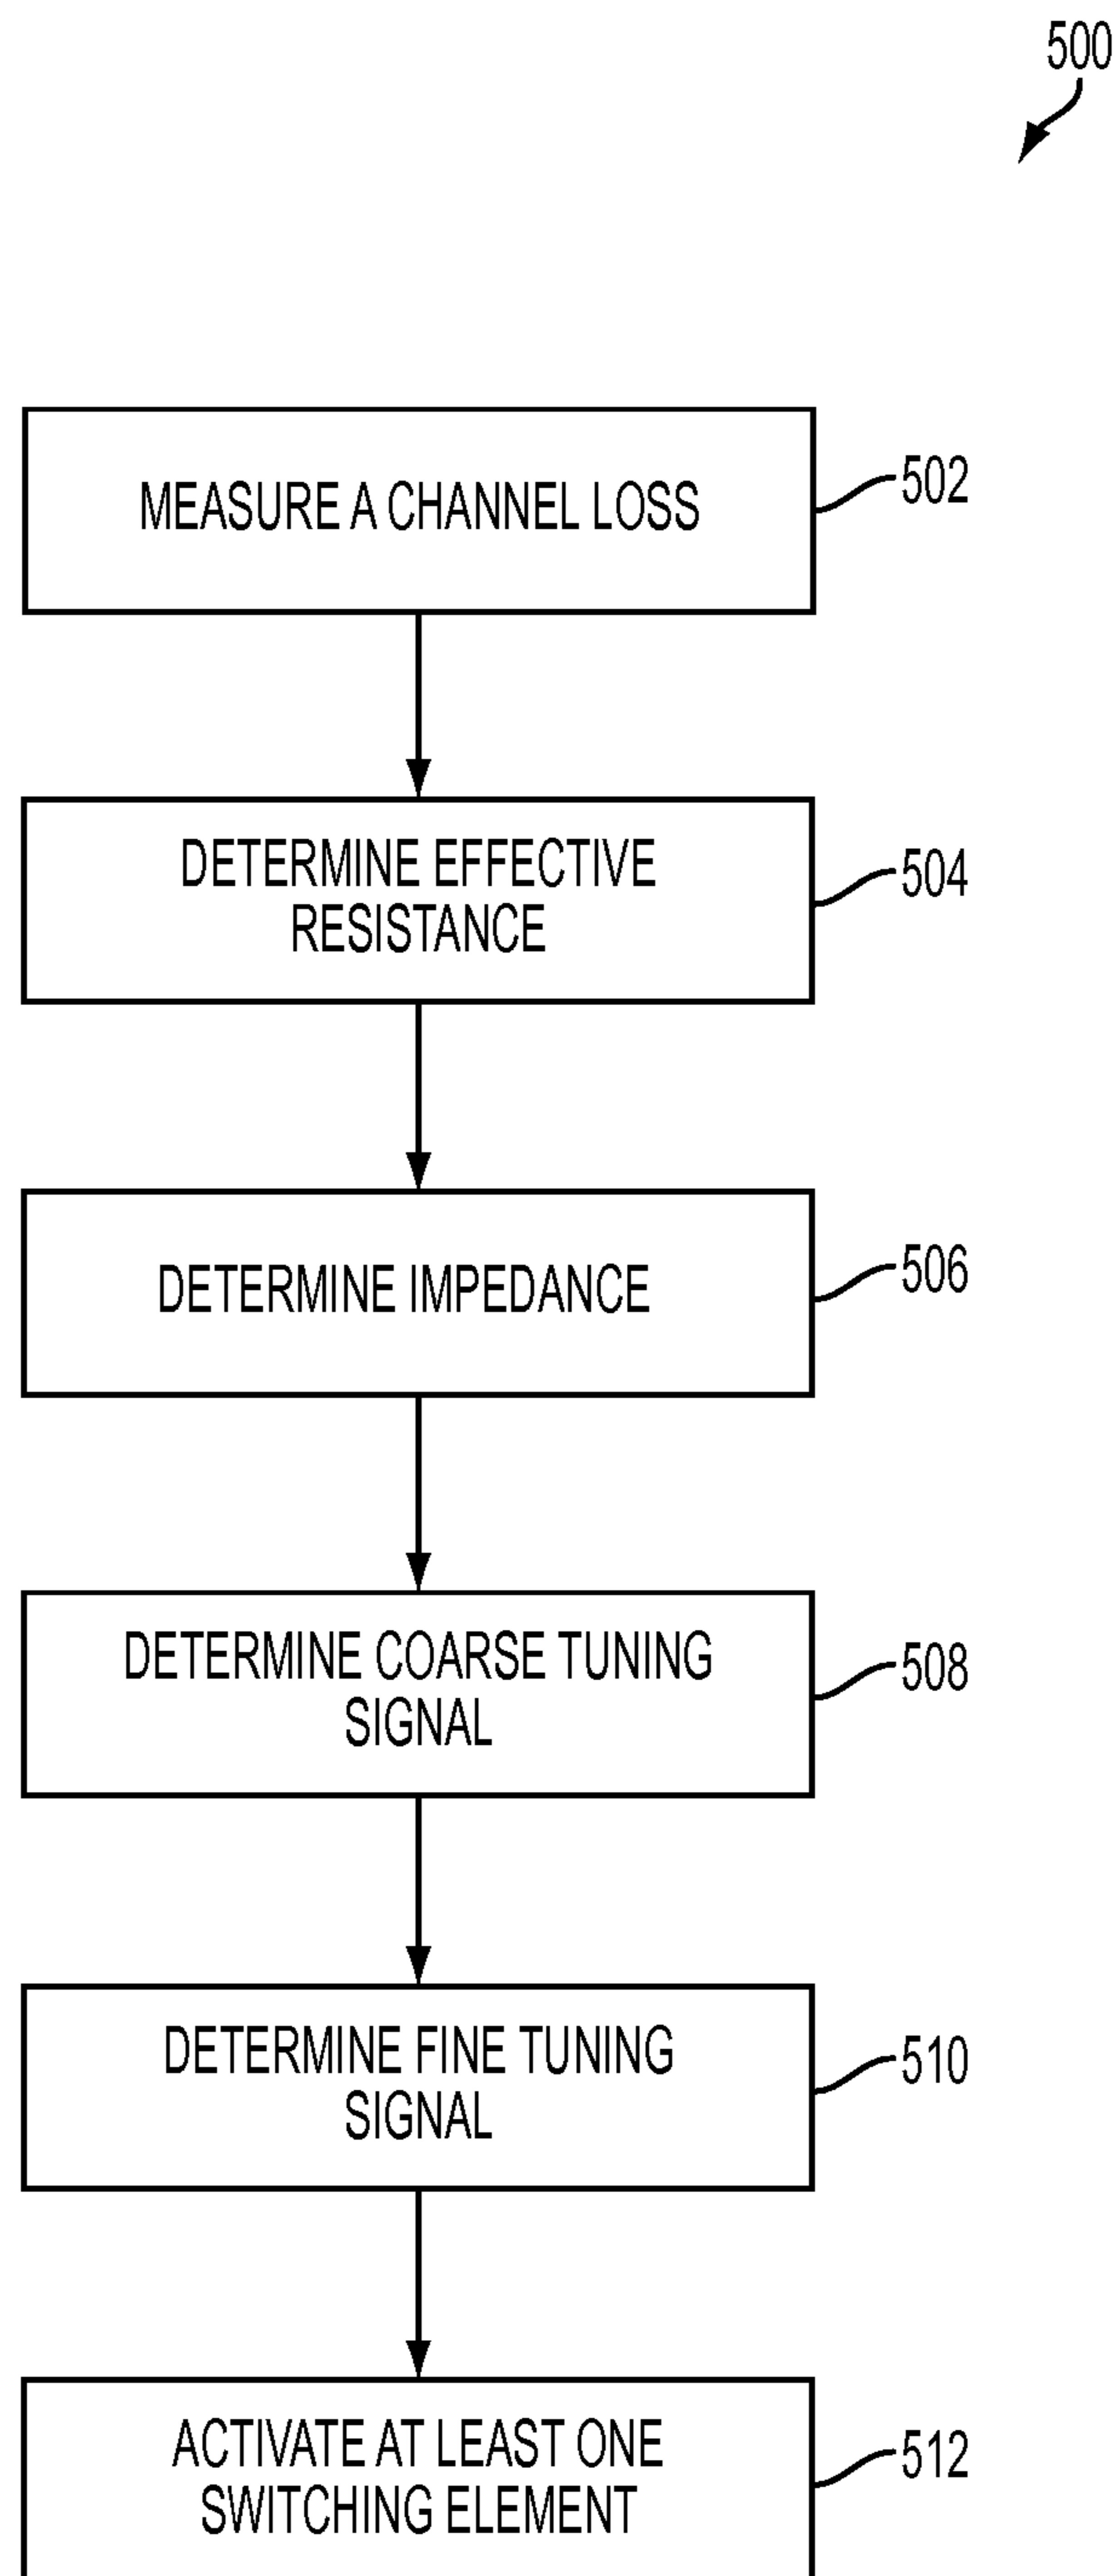 500
MEASURE A CHANNEL LOSS
502
DETERMINE EFFECTIVE
RESISTANCE
504
DETERMINE IMPEDANCE
506
DETERMINE COARSE TUNING
SIGNAL
508
DETERMINE FINE TUNING
SIGNAL
510
ACTIVATE AT LEAST ONE
SWITCHING ELEMENT
512